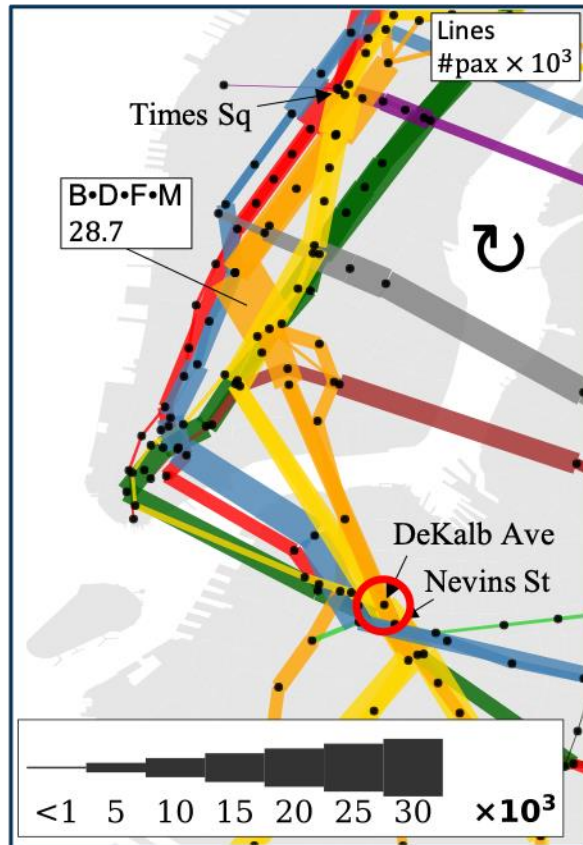 Lines
#pax × 10³
Times Sq
B•D•F•M
28.7
↻
DeKalb Ave
Nevins St
<1 5 10 15 20 25 30 ×10³